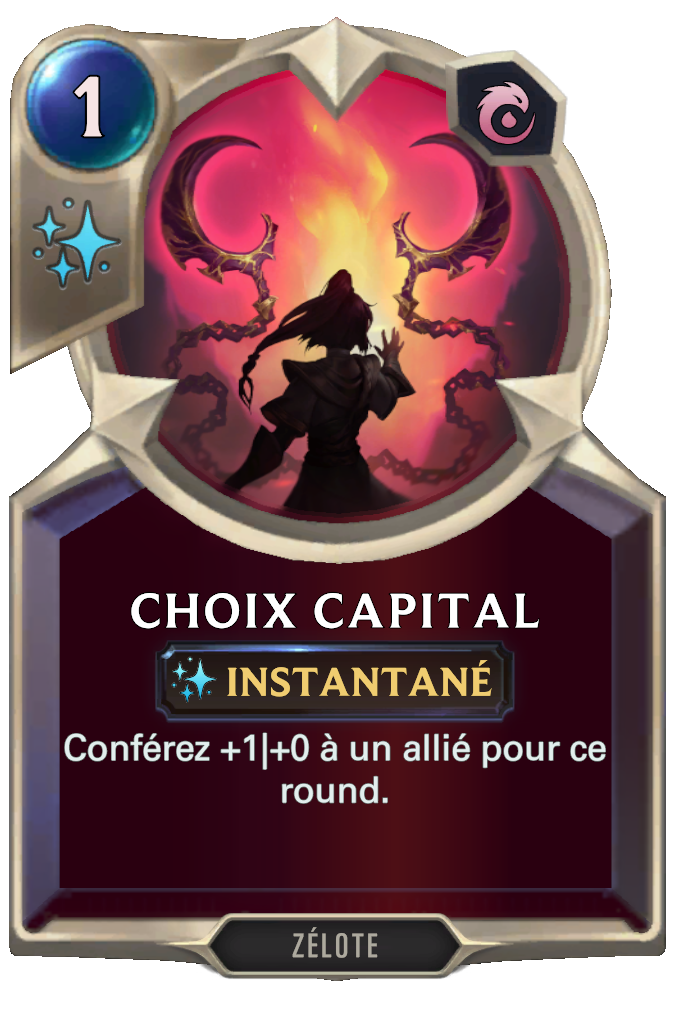 1
CHOIX CAPITAL
INSTANTANÉ
Conférez +1|+0 à un allié pour ce
round.
ZÉLOTE